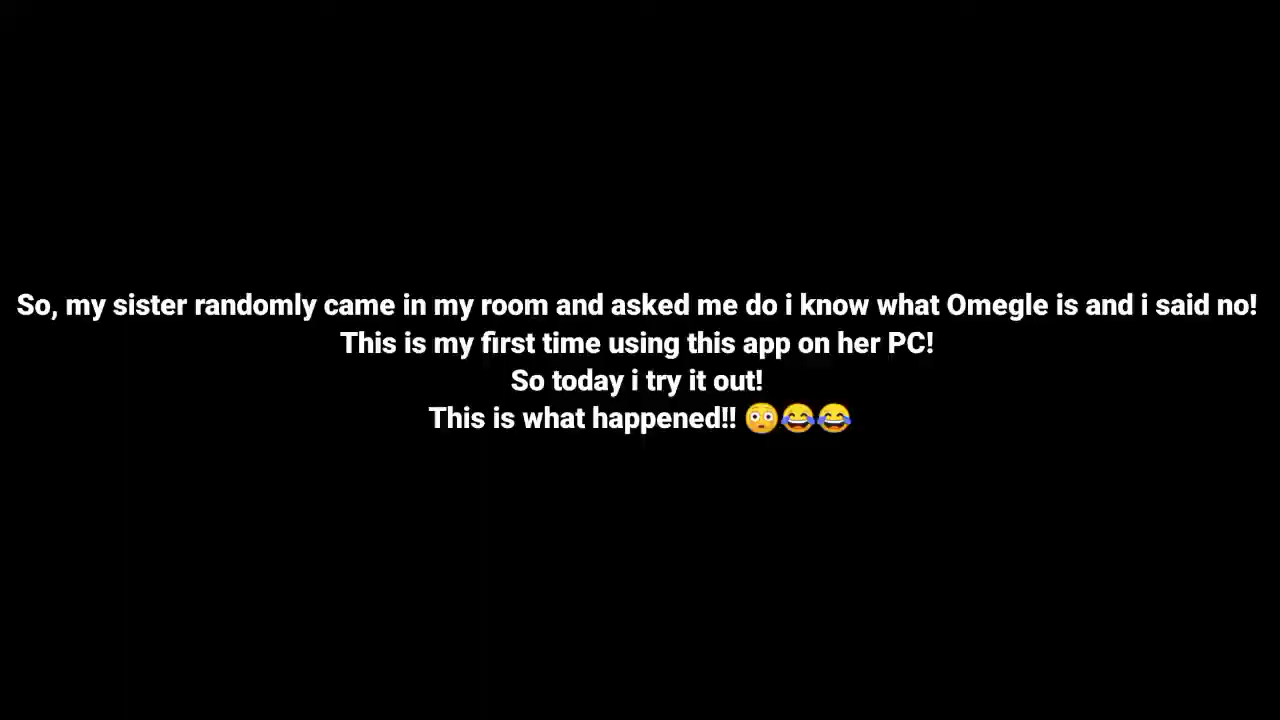 So, my sister randomly came in my room and asked me do i know what Omegle is and i said no!
This is my first time using this app on her PC!
So today i try it out!
This is what happened!! 😳😂😂